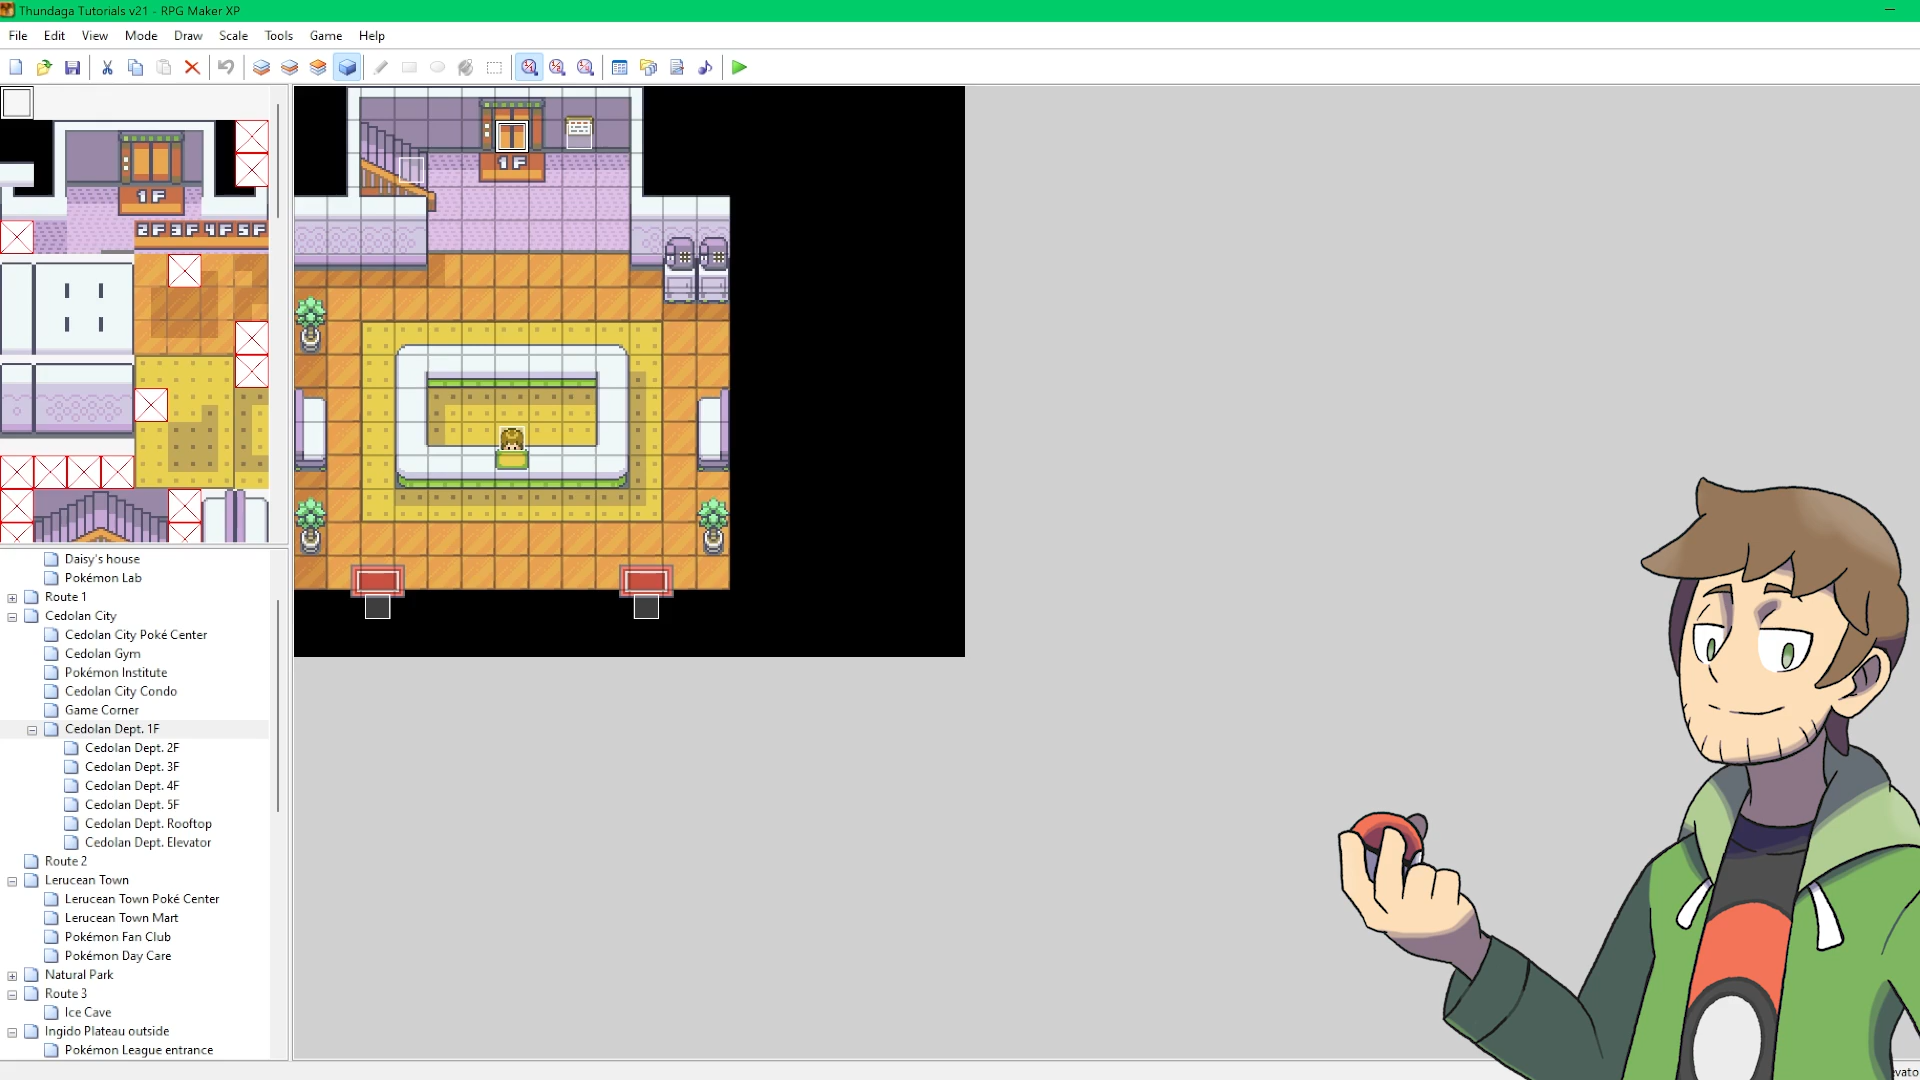 Thundaga Tutorials v21 - RPG Maker XP
File Edit View Mode Draw Scale Tools Game Help
1F
1F
2F 3F 4F 5F
Daisy's house
Pokémon Lab
Route 1
Cedolan City
Cedolan City Poké Center
Cedolan Gym
Pokémon Institute
Cedolan City Condo
Game Corner
Cedolan Dept. 1F
Cedolan Dept. 2F
Cedolan Dept. 3F
Cedolan Dept. 4F
Cedolan Dept. 5F
Cedolan Dept. Rooftop
Cedolan Dept. Elevator
Route 2
Lerucean Town
Lerucean Town Poké Center
Lerucean Town Mart
Pokémon Fan Club
Pokémon Day Care
Natural Park
Route 3
Ice Cave
Ingido Plateau outside
Pokémon League entrance